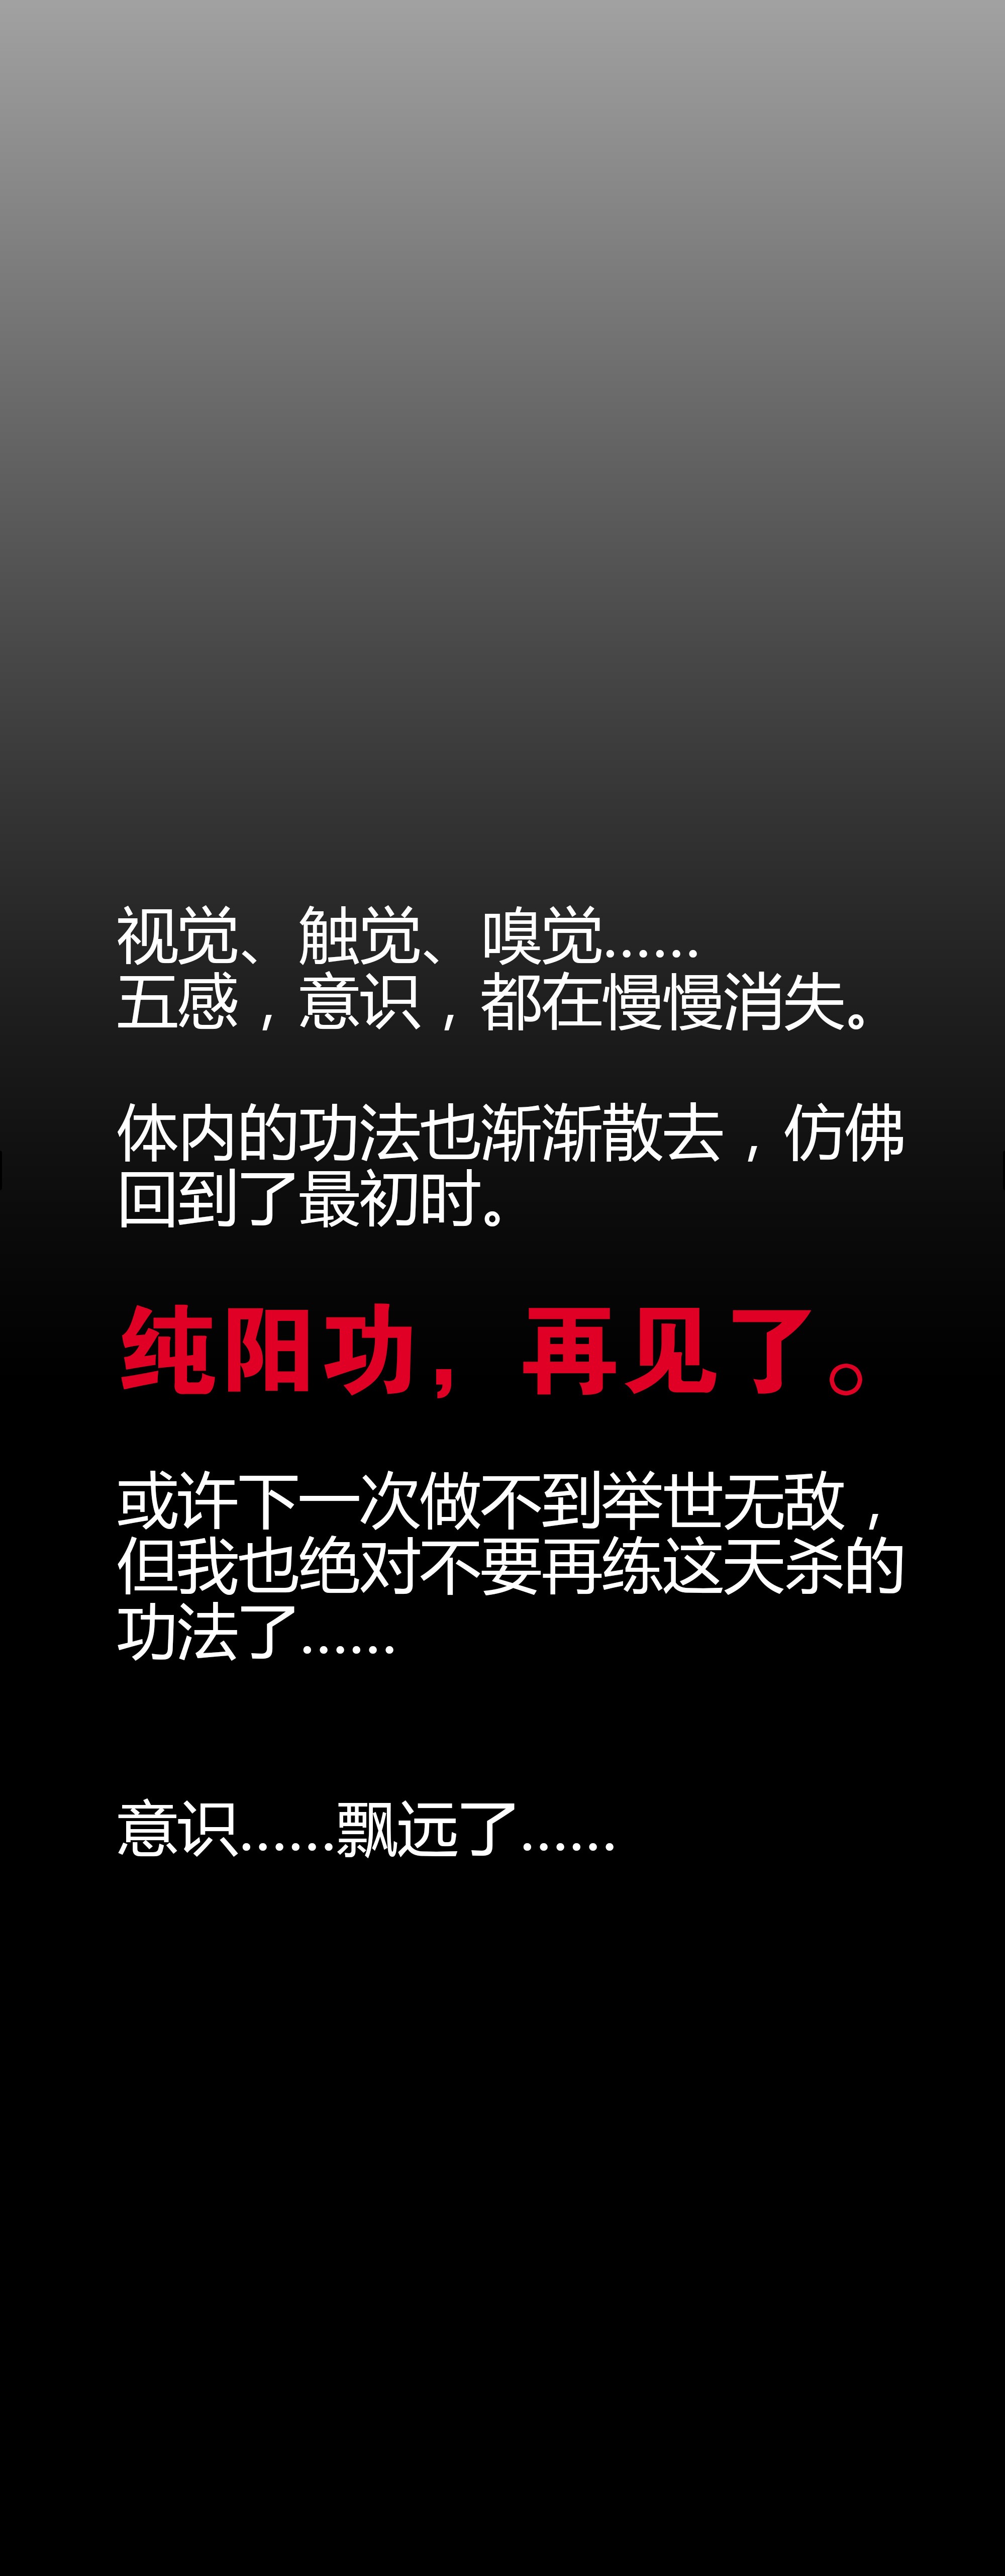 视觉、触觉、嗅觉……
五感，意识，都在慢慢消失。
体内的功法也渐渐散去，仿佛
回到了最初时。
纯阳功，再见了。
或许下一次做不到举世无敌，
但我也绝对不要再练这天杀的
功法了……
意识……飘远了……